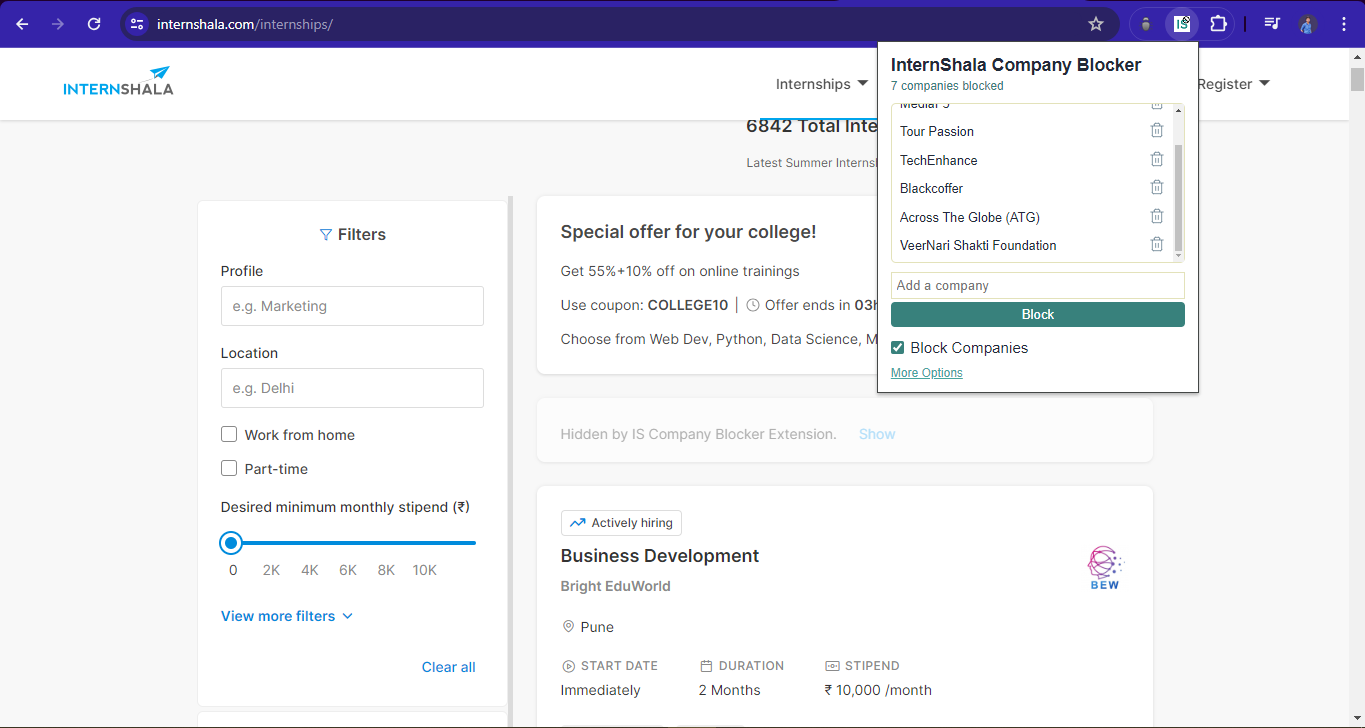 internshala.com/internships/
IS
INTERNSHALA
Internships
Register
InternShala Company Blocker
7 companies blocked
Tour Passion
TechEnhance
Blackcoffer
Across The Globe (ATG)
VeerNari Shakti Foundation
Add a company
Block
Block Companies
More Options
6842 Total Inte
Latest Summer Internsh
Filters
Profile
e.g. Marketing
Location
e.g. Delhi
Work from home
Part-time
Desired minimum monthly stipend (₹)
0 2K 4K 6K 8K 10K
View more filters
Clear all
Special offer for your college!
Get 55%+10% off on online trainings
Use coupon: COLLEGE10 | Offer ends in 03h
Choose from Web Dev, Python, Data Science, M
Hidden by IS Company Blocker Extension. Show
Actively hiring
Business Development
Bright EduWorld
BEW
Pune
START DATE DURATION STIPEND
Immediately 2 Months ₹ 10,000 /month